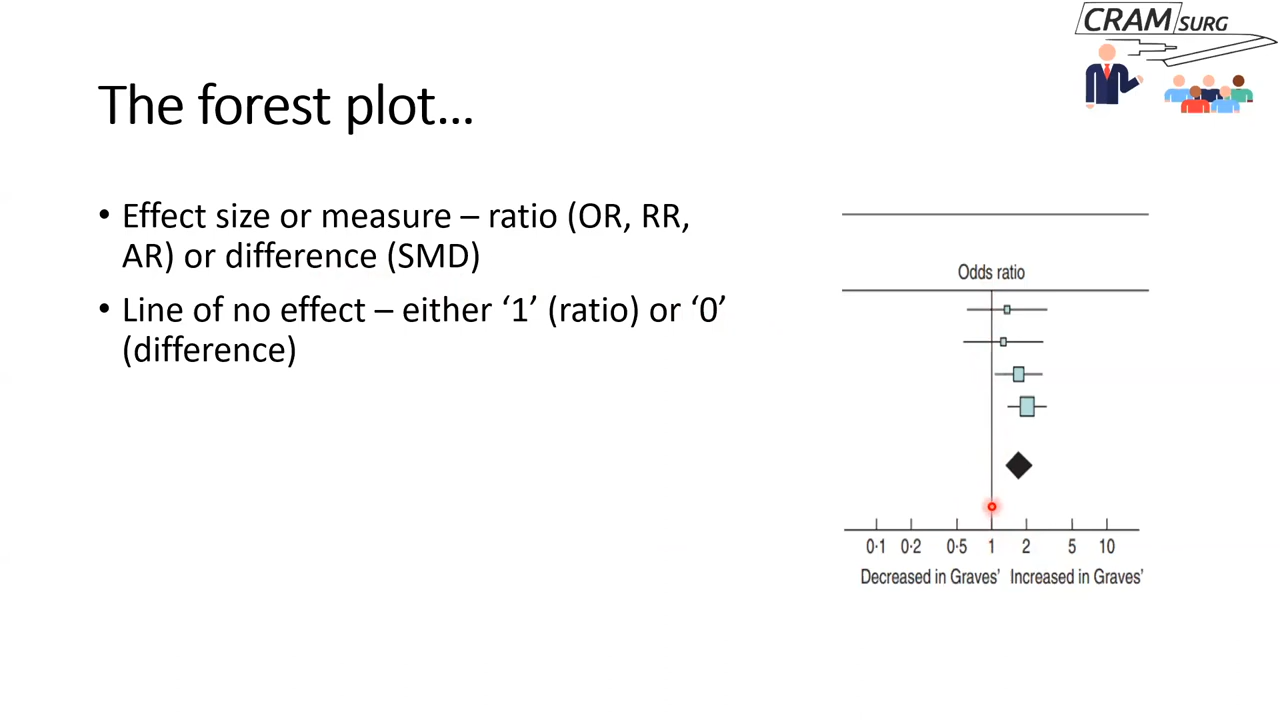 CRAM SURG
The forest plot...
• Effect size or measure – ratio (OR, RR,
AR) or difference (SMD)
• Line of no effect – either ‘1’ (ratio) or ‘0’
(difference)
Odds ratio
0·1 0·2 0·5 1 2 5 10
Decreased in Graves’ Increased in Graves’